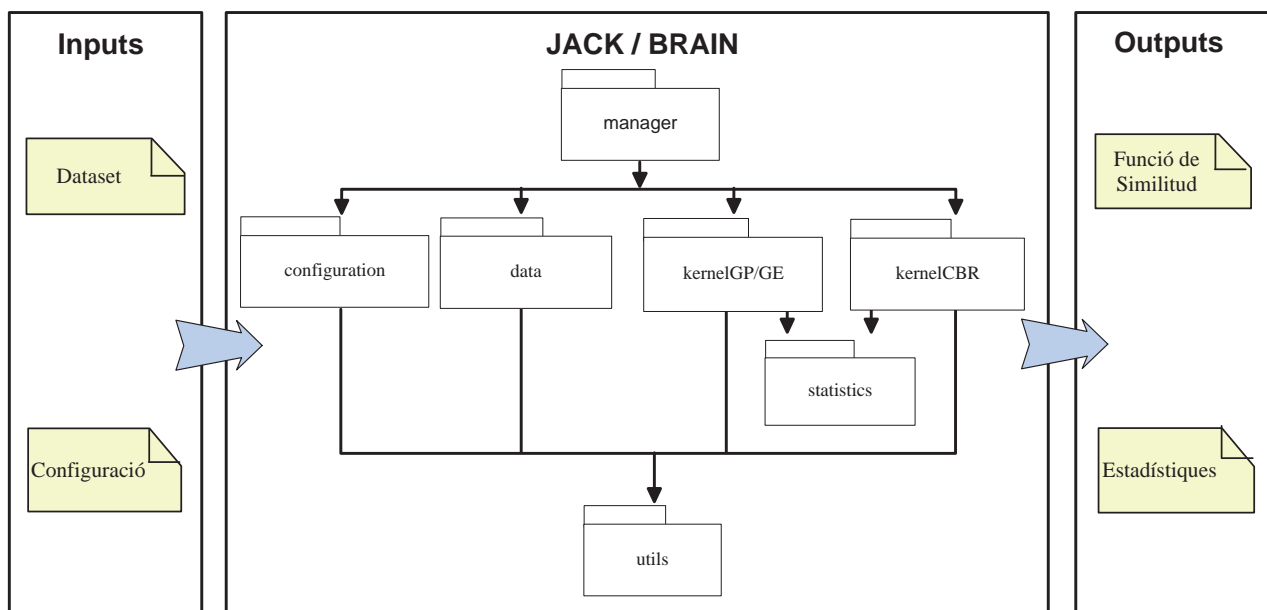 Inputs
JACK / BRAIN
Outputs
manager
Dataset
Funció de
Similitud
configuration
data
kernelGP/GE
kernelCBR
statistics
Configuració
Estadístiques
utils